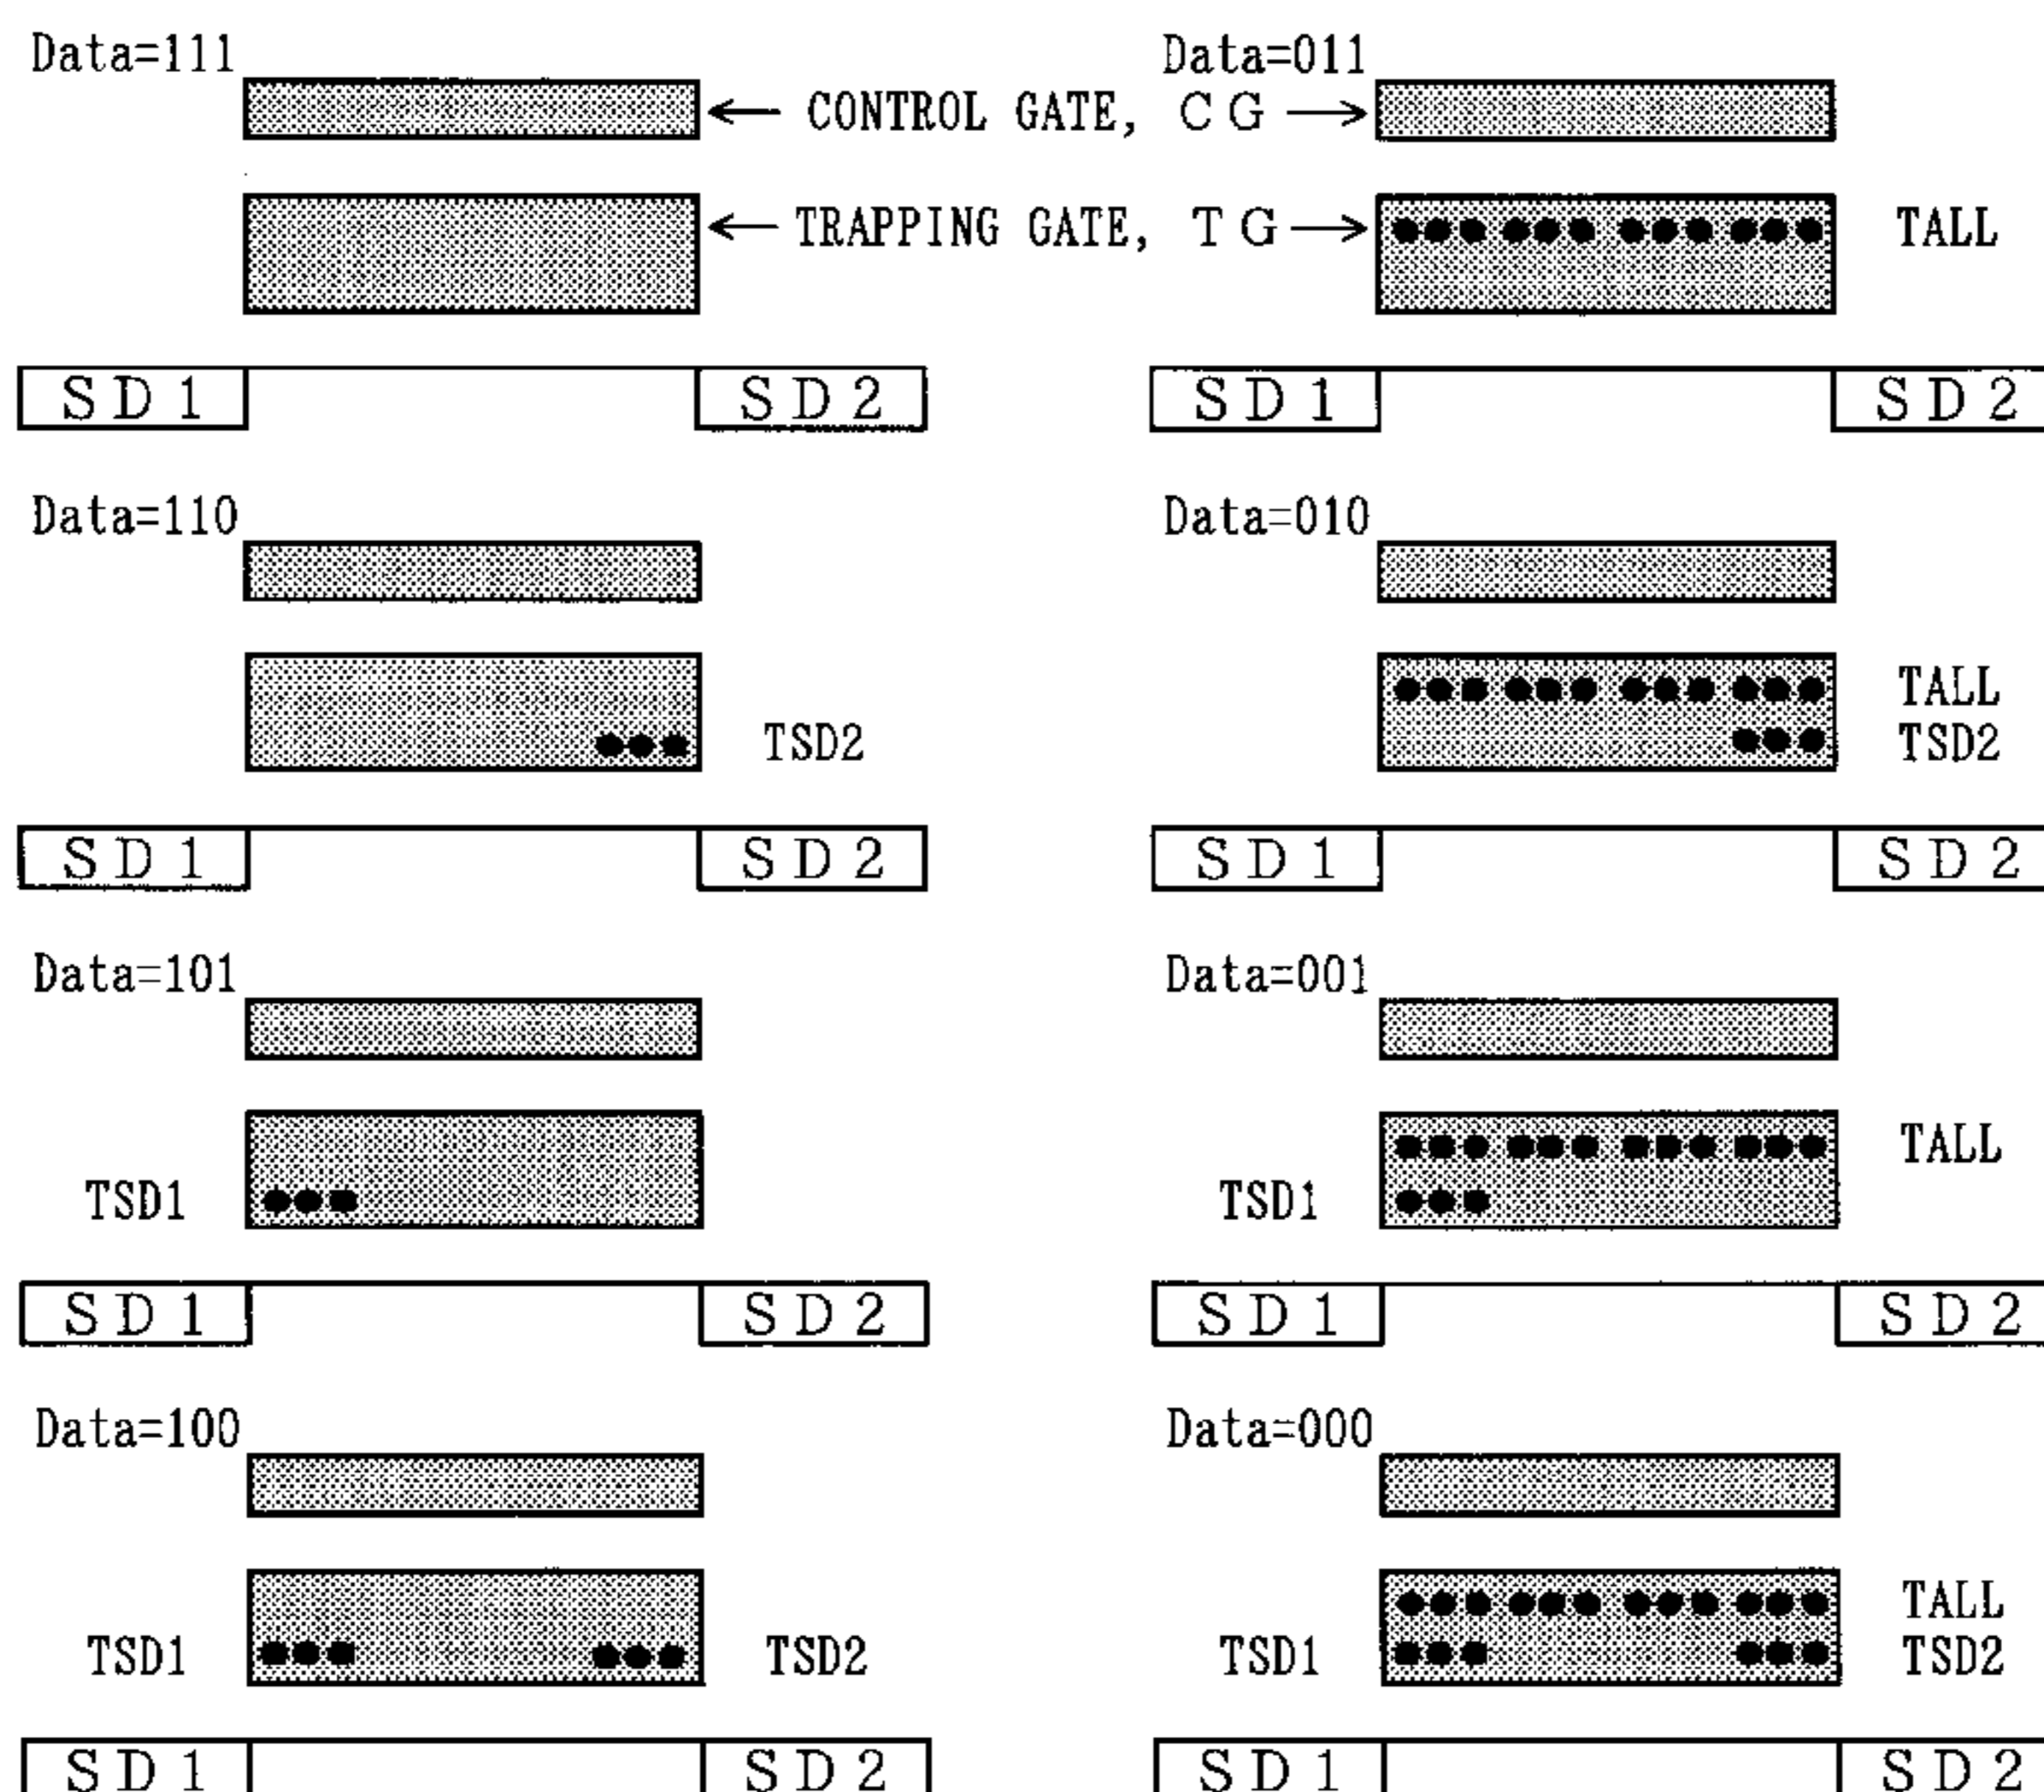 Data=111
Data=011
← CONTROL GATE, CG →
← TRAPPING GATE, TG →
TALL
SD1
SD2
SD1
SD2
Data=110
Data=010
TSD2
TALL
TSD2
SD1
SD2
SD1
SD2
Data=101
Data=001
TALL
TSD1
TSD1
SD1
SD2
SD1
SD2
Data=100
Data=000
TALL
TSD1
TSD2
TSD1
TSD2
SD1
SD2
SD1
SD2